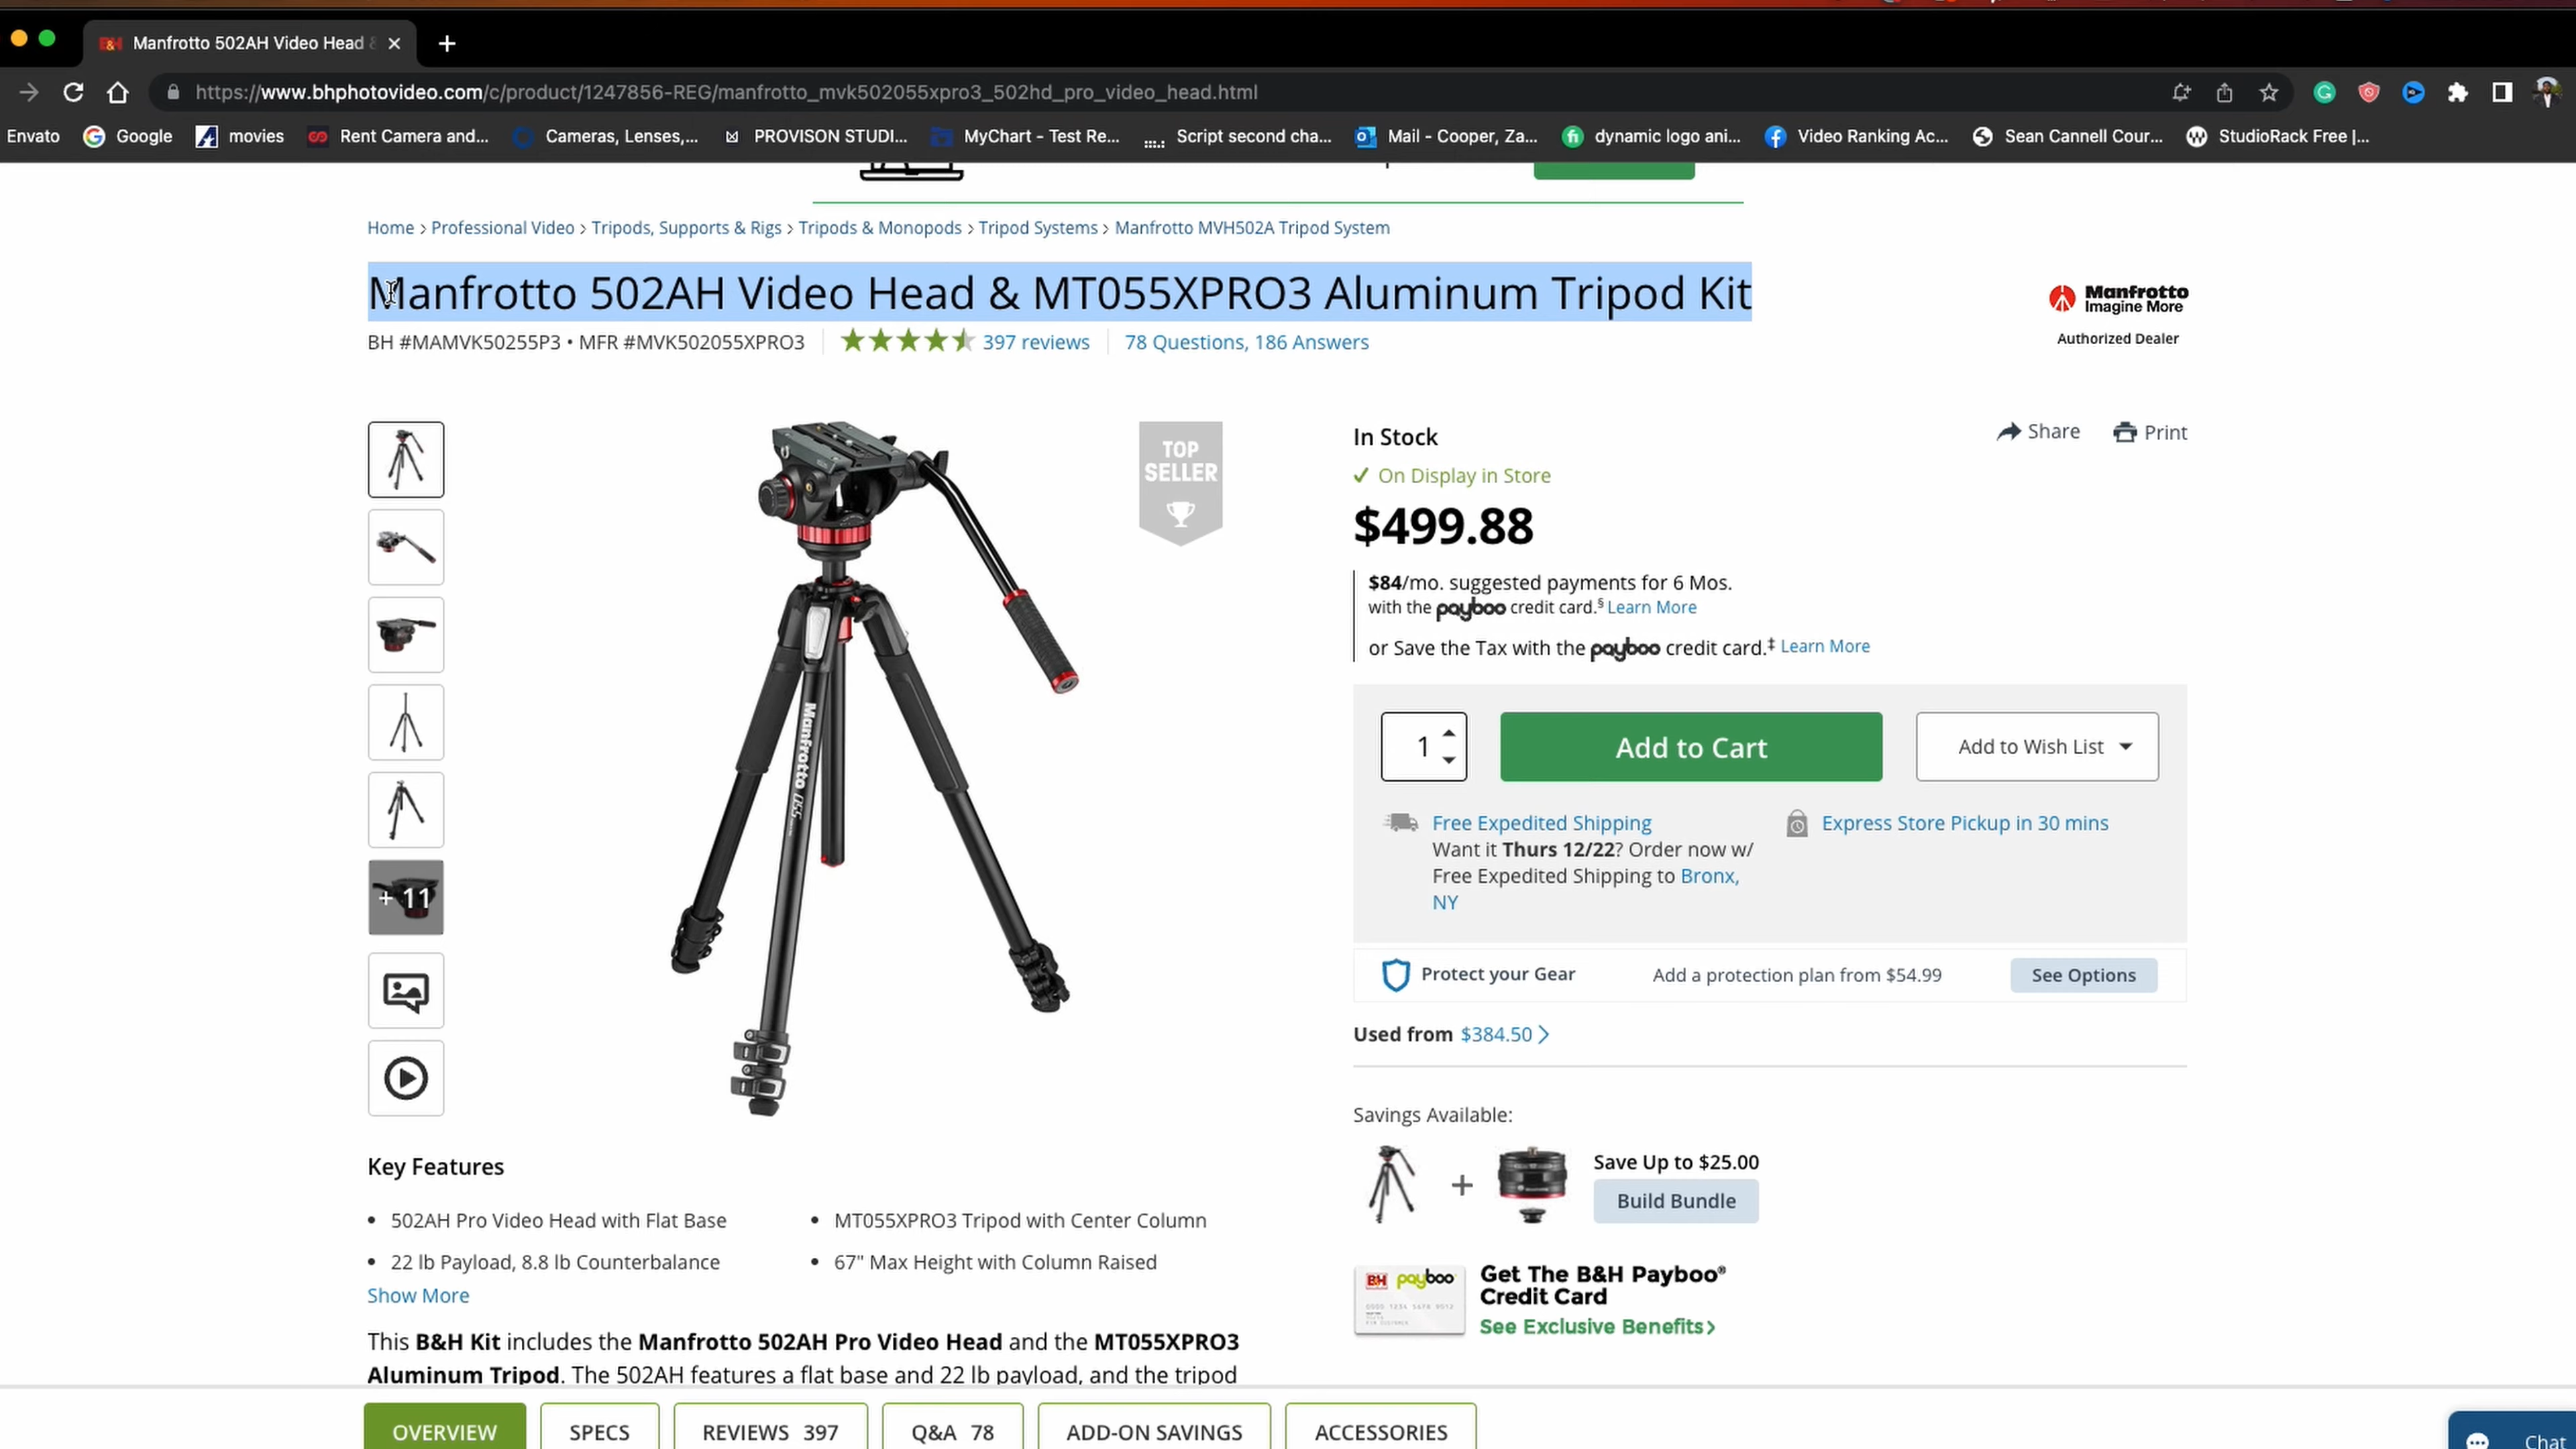 Manfrotto 502AH Video Head &
https://www.bhphotovideo.com/c/product/1247856-REG/manfrotto_mvk502055xpro3_502hd_pro_video_head.html
Envato Google movies Rent Camera and... Cameras, Lenses,... PROVISON STUDI... MyChart - Test Re... Script second cha... Mail - Cooper, Za... dynamic logo ani... Video Ranking Ac... Sean Cannell Cour... StudioRack Free |...
Home > Professional Video > Tripods, Supports & Rigs > Tripods & Monopods > Tripod Systems > Manfrotto MVH502A Tripod System
Manfrotto 502AH Video Head & MT055XPRO3 Aluminum Tripod Kit
Manfrotto
Imagine More
Authorized Dealer
BH #MAMVK50255P3 • MFR #MVK502055XPRO3 397 reviews 78 Questions, 186 Answers
TOP
SELLER
Manfrotto 055
+ 11
In Stock
Share Print
✓ On Display in Store
$499.88
$84/mo. suggested payments for 6 Mos.
with the payboo credit card.§ Learn More
or Save the Tax with the payboo credit card.‡ Learn More
1 Add to Cart Add to Wish List
Free Expedited Shipping
Want it Thurs 12/22? Order now w/
Free Expedited Shipping to Bronx,
NY
Express Store Pickup in 30 mins
Protect your Gear Add a protection plan from $54.99 See Options
Used from $384.50 >
Savings Available:
+
Save Up to $25.00
Build Bundle
B&H payboo
Get The B&H Payboo®
Credit Card
See Exclusive Benefits>
Key Features
• 502AH Pro Video Head with Flat Base
• MT055XPRO3 Tripod with Center Column
• 22 lb Payload, 8.8 lb Counterbalance
• 67" Max Height with Column Raised
Show More
This B&H Kit includes the Manfrotto 502AH Pro Video Head and the MT055XPRO3
Aluminum Tripod. The 502AH features a flat base and 22 lb payload, and the tripod
OVERVIEW SPECS REVIEWS 397 Q&A 78 ADD-ON SAVINGS ACCESSORIES
Chat